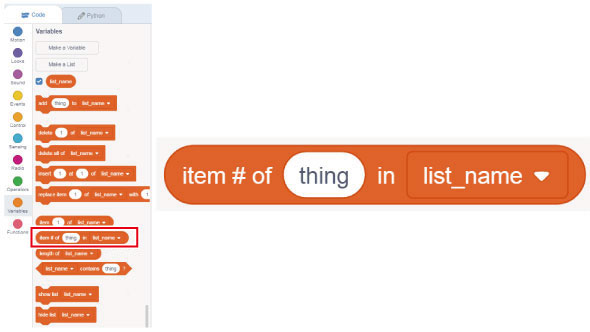 Code
Python
Variables
Motion
Make a Variable
Looks
Make a List
Sound
list_name
Events
add thing to list_name
Control
delete 1 of list_name
Sensing
delete all of list_name
Radio
insert 1 at 1 of list_name
Operators
replace item 1 of list_name with 1
Variables
item 1 of list_name
Functions
item # of thing in list_name
length of list_name
list_name contains thing ?
show list list_name
hide list list_name
item # of thing in list_name